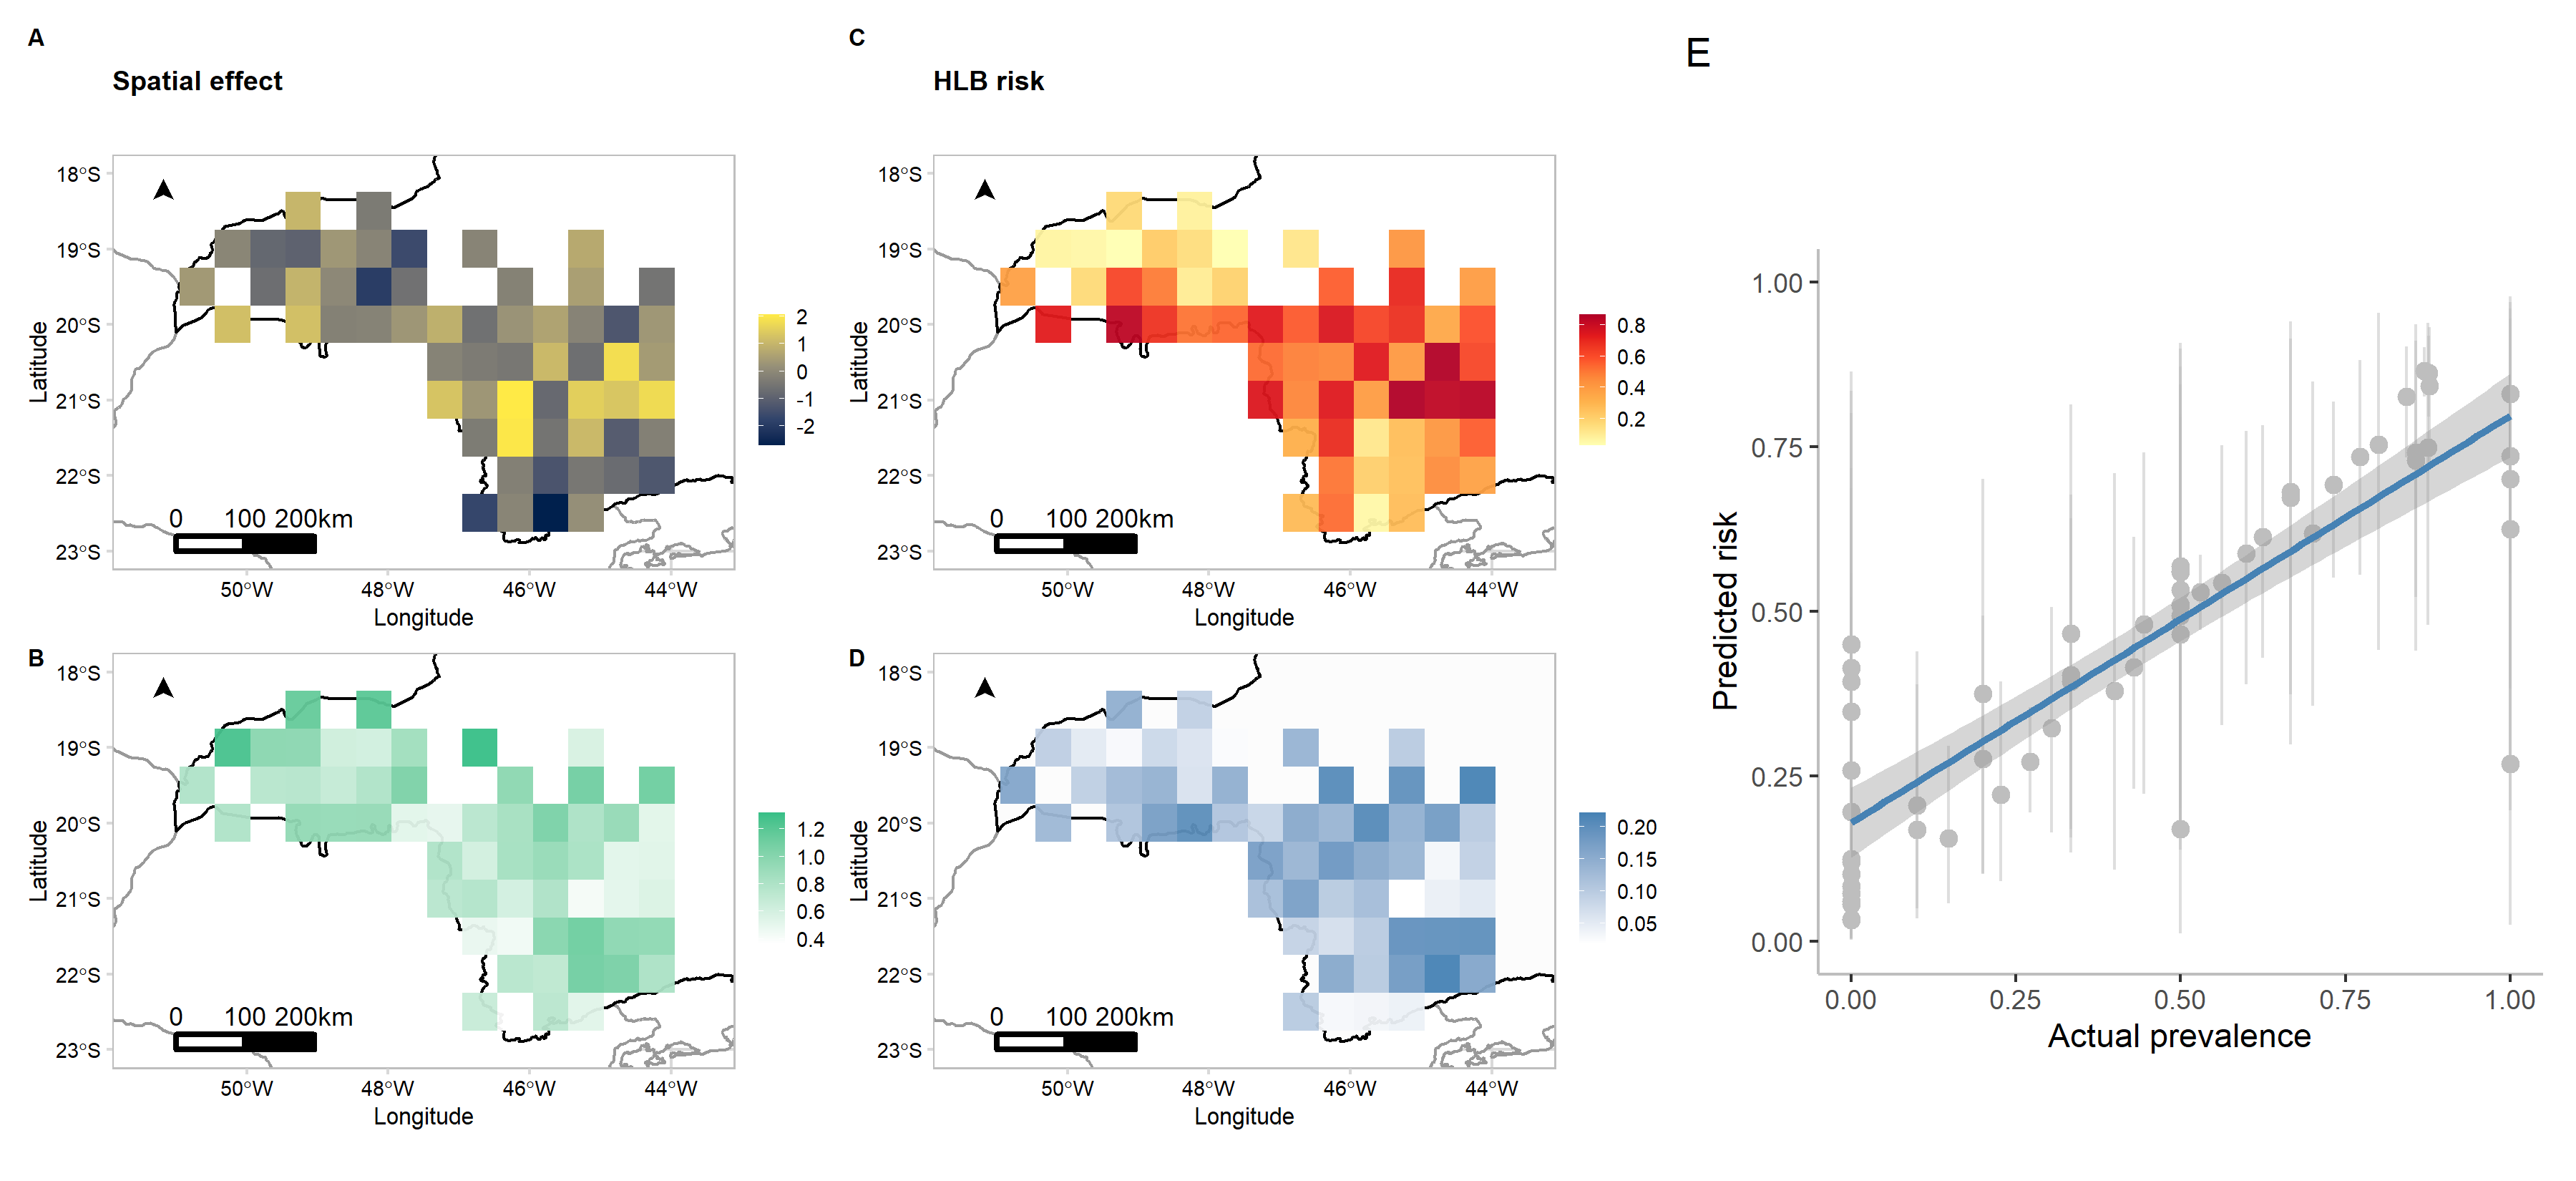 A
Spatial effect
18°S
19°S
20°S
21°S
22°S
23°S
Latitude
0 100 200km
50°W 48°W 46°W 44°W
Longitude
2
1
0
-1
-2
B
18°S
19°S
20°S
21°S
22°S
23°S
Latitude
0 100 200km
50°W 48°W 46°W 44°W
Longitude
1.2
1.0
0.8
0.6
0.4
C
HLB risk
18°S
19°S
20°S
21°S
22°S
23°S
Latitude
0 100 200km
50°W 48°W 46°W 44°W
Longitude
0.8
0.6
0.4
0.2
D
18°S
19°S
20°S
21°S
22°S
23°S
Latitude
0 100 200km
50°W 48°W 46°W 44°W
Longitude
0.20
0.15
0.10
0.05
E
1.00
0.75
0.50
0.25
0.00
Predicted risk
0.00 0.25 0.50 0.75 1.00
Actual prevalence